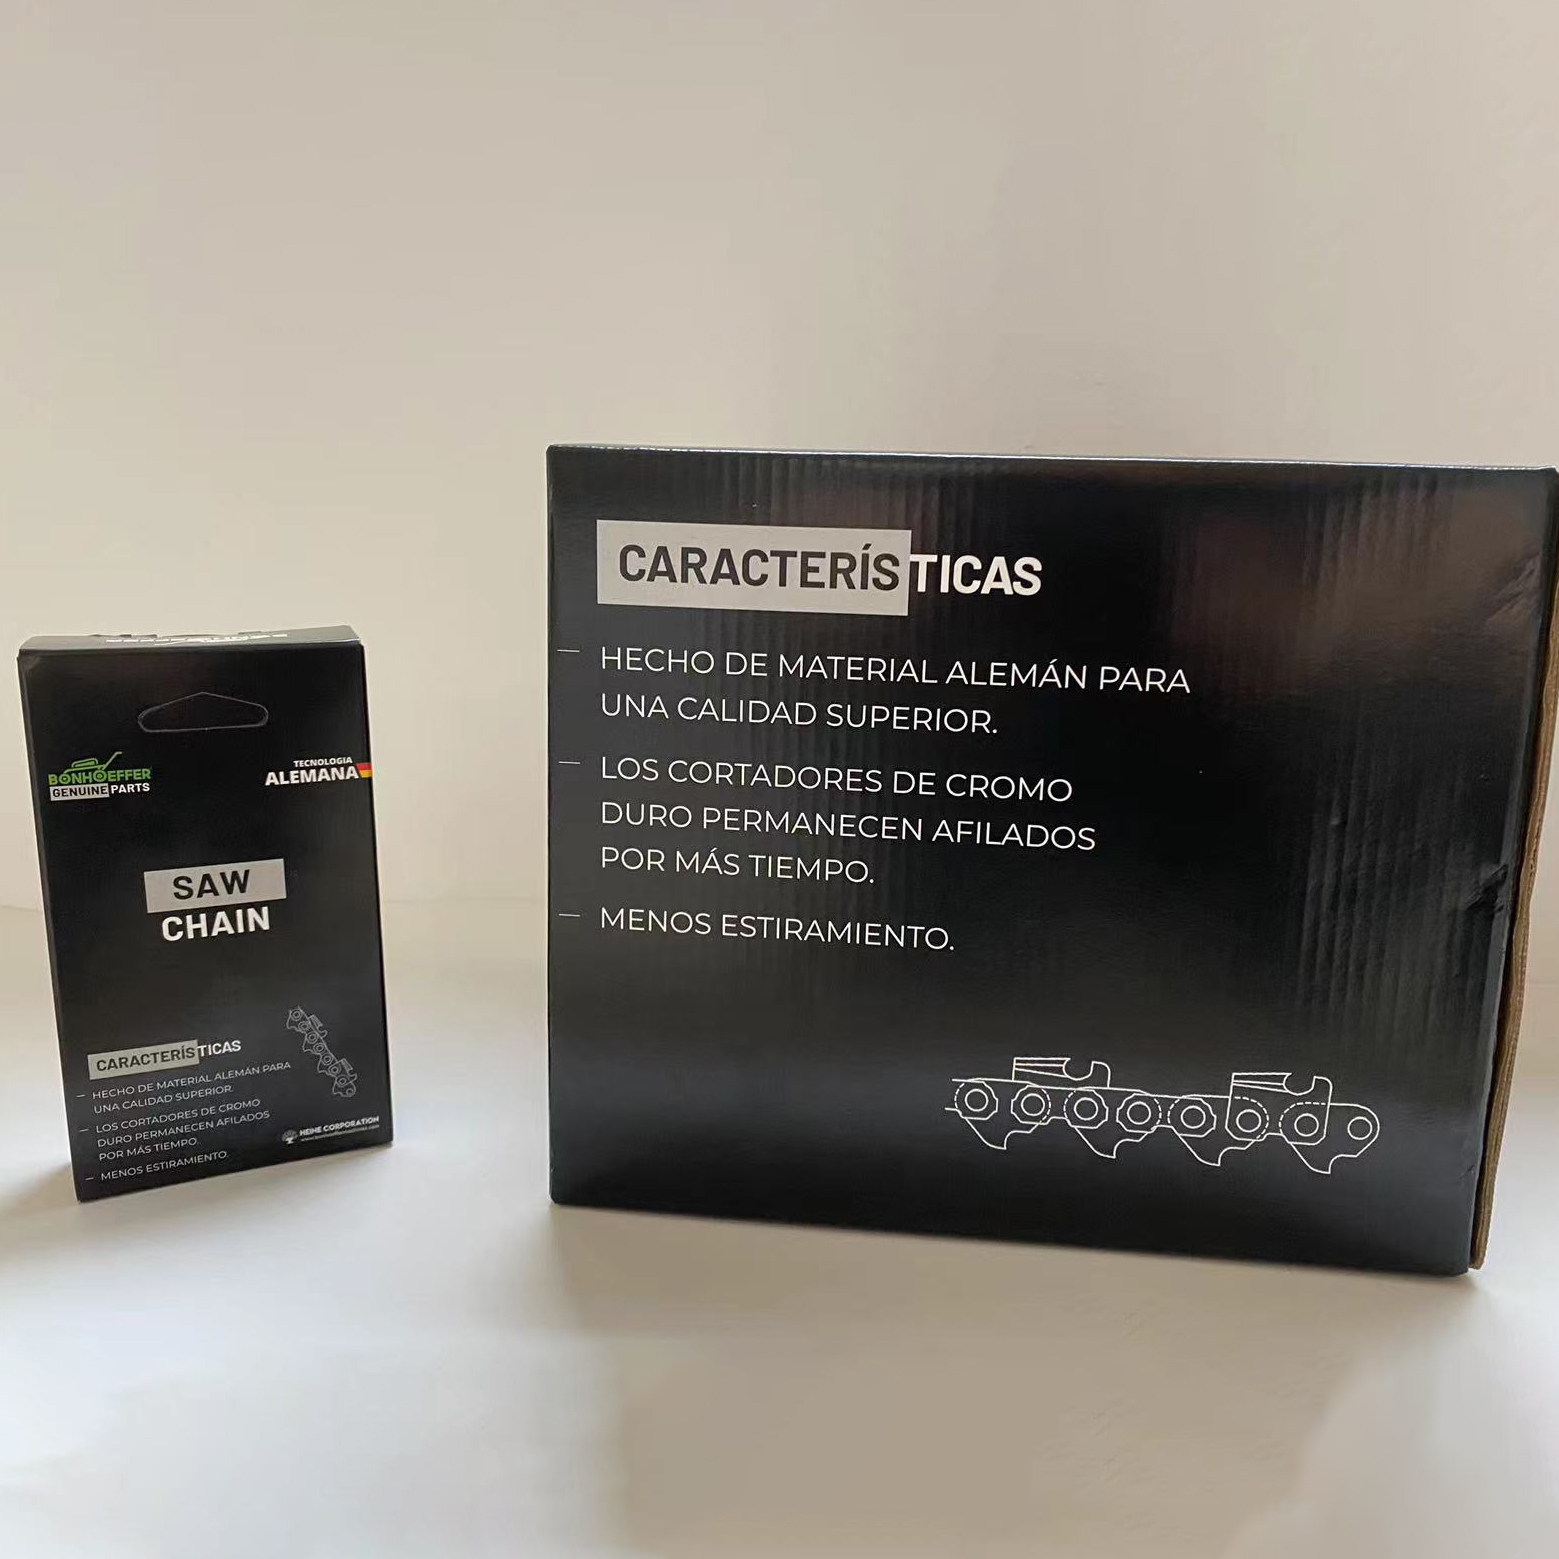 BONHOEFFER
GENUINE PARTS
TECNOLOGIA
ALEMANA
SAW
CHAIN
CARACTERÍSTICAS
HECHO DE MATERIAL ALEMÁN PARA
UNA CALIDAD SUPERIOR.
LOS CORTADORES DE CROMO
DURO PERMANECEN AFILADOS
POR MÁS TIEMPO.
MENOS ESTIRAMIENTO.
HEINE CORPORATION
CARACTERÍSTICAS
HECHO DE MATERIAL ALEMÁN PARA
UNA CALIDAD SUPERIOR.
LOS CORTADORES DE CROMO
DURO PERMANECEN AFILADOS
POR MÁS TIEMPO.
MENOS ESTIRAMIENTO.